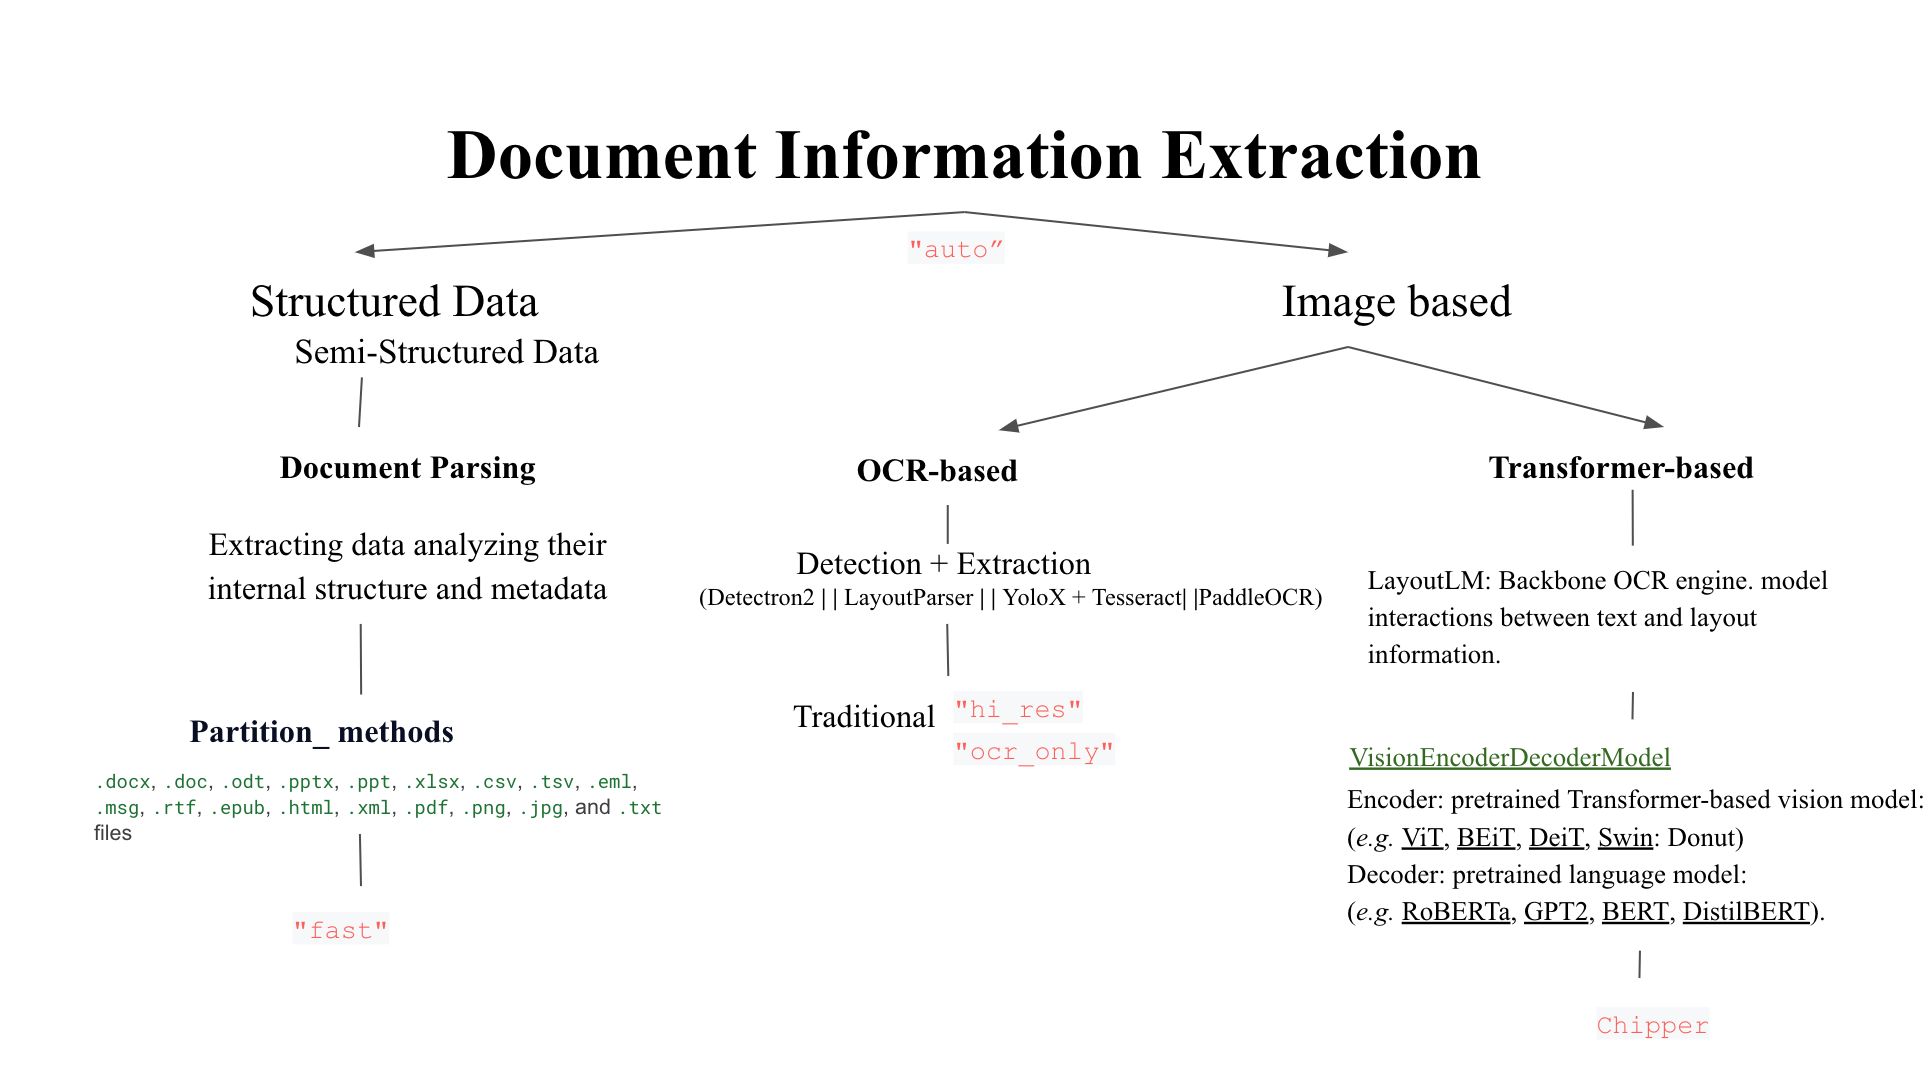 Document Information Extraction
"auto”
Structured Data
Semi-Structured Data
Image based
Document Parsing
Extracting data analyzing their
internal structure and metadata
Partition_ methods
.docx, .doc, .odt, .pptx, .ppt, .xlsx, .csv, .tsv, .eml,
.msg, .rtf, .epub, .html, .xml, .pdf, .png, .jpg, and .txt
files
"fast"
OCR-based
Detection + Extraction
(Detectron2 | | LayoutParser | | YoloX + Tesseract| |PaddleOCR)
Traditional
"hi_res"
"ocr_only"
Transformer-based
LayoutLM: Backbone OCR engine. model
interactions between text and layout
information.
VisionEncoderDecoderModel
Encoder: pretrained Transformer-based vision model:
(e.g. ViT, BEiT, DeiT, Swin: Donut)
Decoder: pretrained language model:
(e.g. RoBERTa, GPT2, BERT, DistilBERT).
Chipper